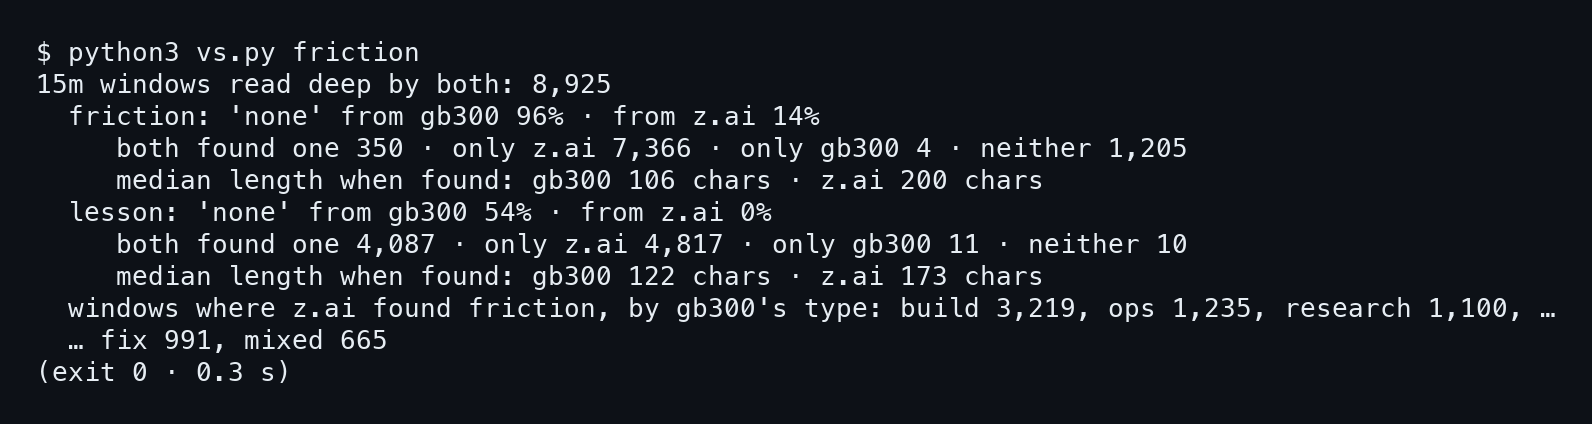 $ python3 vs.py friction
15m windows read deep by both: 8,925
friction: 'none' from gb300 96% · from z.ai 14%
both found one 350 · only z.ai 7,366 · only gb300 4 · neither 1,205
median length when found: gb300 106 chars · z.ai 200 chars
lesson: 'none' from gb300 54% · from z.ai 0%
both found one 4,087 · only z.ai 4,817 · only gb300 11 · neither 10
median length when found: gb300 122 chars · z.ai 173 chars
windows where z.ai found friction, by gb300's type: build 3,219, ops 1,235, research 1,100, …
… fix 991, mixed 665
(exit 0 · 0.3 s)